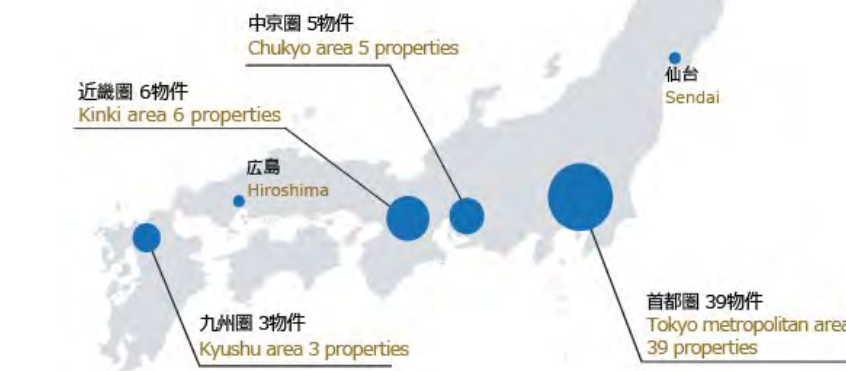 中京圏 5物件
Chukyo area 5 properties
仙台
Sendai
近畿圏 6物件
Kinki area 6 properties
広島
Hiroshima
首都圏 39物件
Tokyo metropolitan area
39 properties
九州圏 3物件
Kyushu area 3 properties